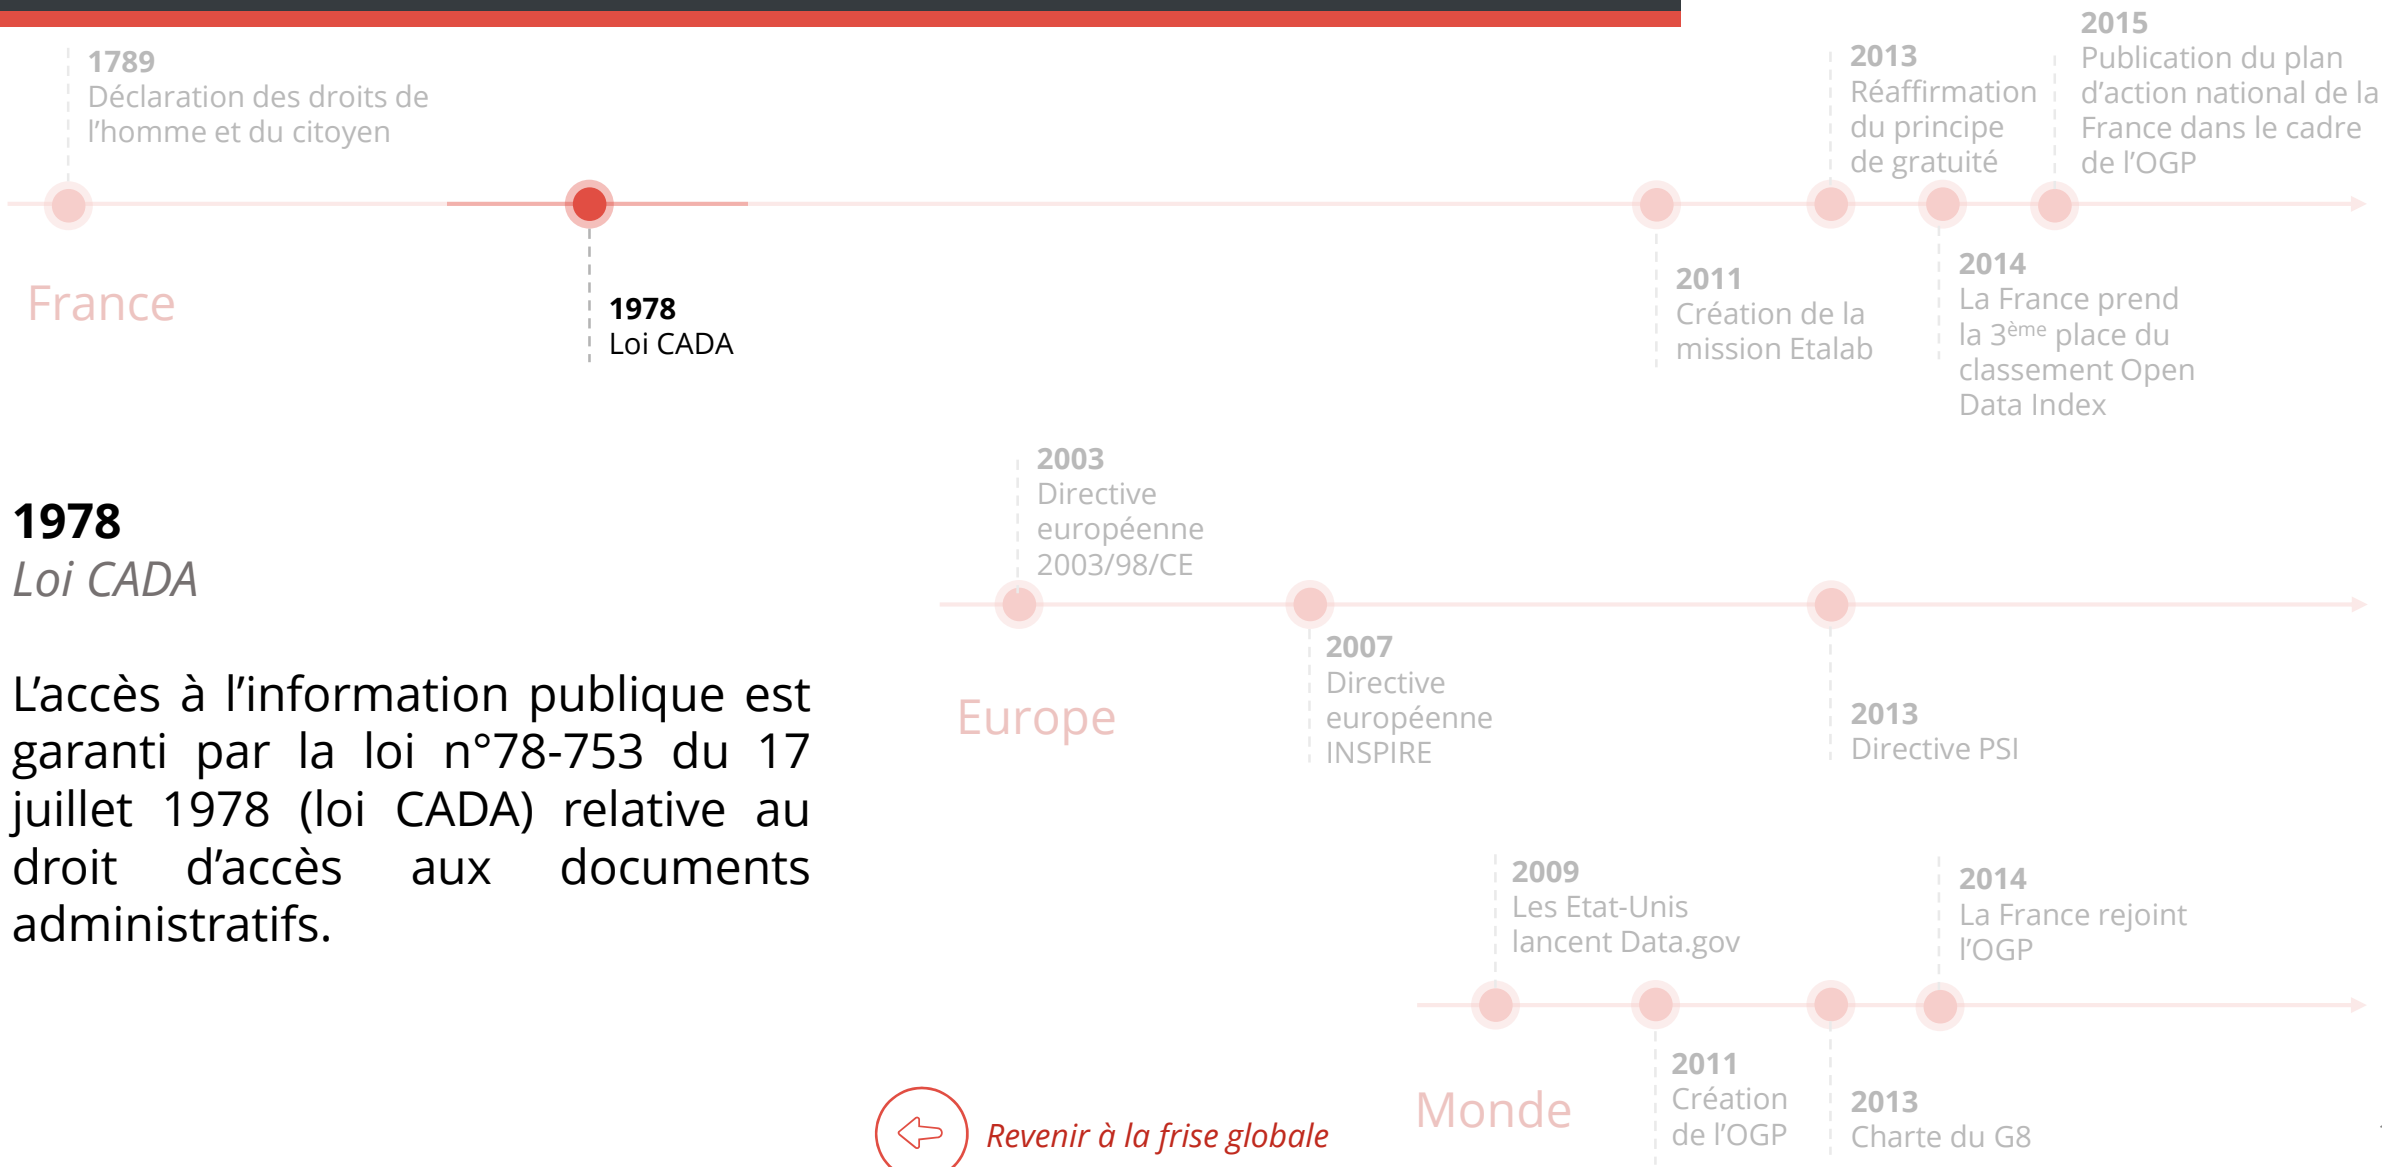 1789
Déclaration des droits de
l’homme et du citoyen
2013
Réaffirmation
du principe
de gratuité
2015
Publication du plan
d’action national de la
France dans le cadre
de l’OGP
France
1978
Loi CADA
2011
Création de la
mission Etalab
2014
La France prend
la 3ème place du
classement Open
Data Index
1978
Loi CADA
L’accès à l’information publique est
garanti par la loi n°78-753 du 17
juillet 1978 (loi CADA) relative au
droit d’accès aux documents
administratifs.
2003
Directive
européenne
2003/98/CE
Europe
2007
Directive
européenne
INSPIRE
2013
Directive PSI
2009
Les Etat-Unis
lancent Data.gov
2014
La France rejoint
l’OGP
Monde
2011
Création
de l’OGP
2013
Charte du G8
Revenir à la frise globale